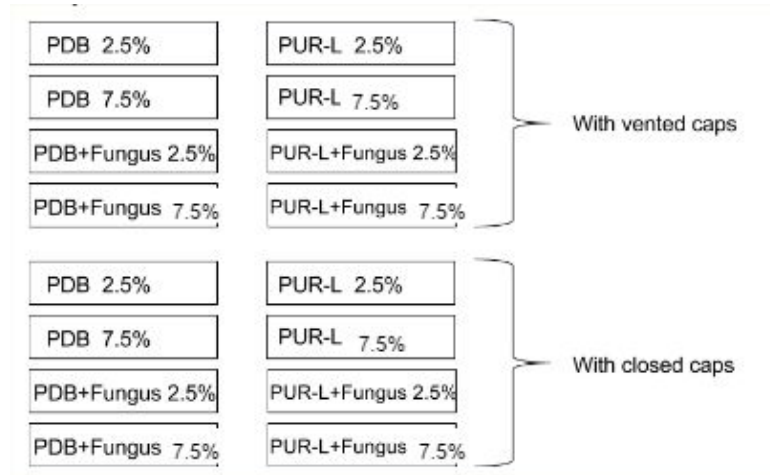 PDB 2.5%
PUR-L 2.5%
PDB 7.5%
PUR-L 7.5%
With vented caps
PDB+Fungus 2.5%
PUR-L+Fungus 2.5%
PDB+Fungus 7.5%
PUR-L+Fungus 7.5%
PDB 2.5%
PUR-L 2.5%
PDB 7.5%
PUR-L 7.5%
With closed caps
PDB+Fungus 2.5%
PUR-L+Fungus 2.5%
PDB+Fungus 7.5%
PUR-L+Fungus 7.5%